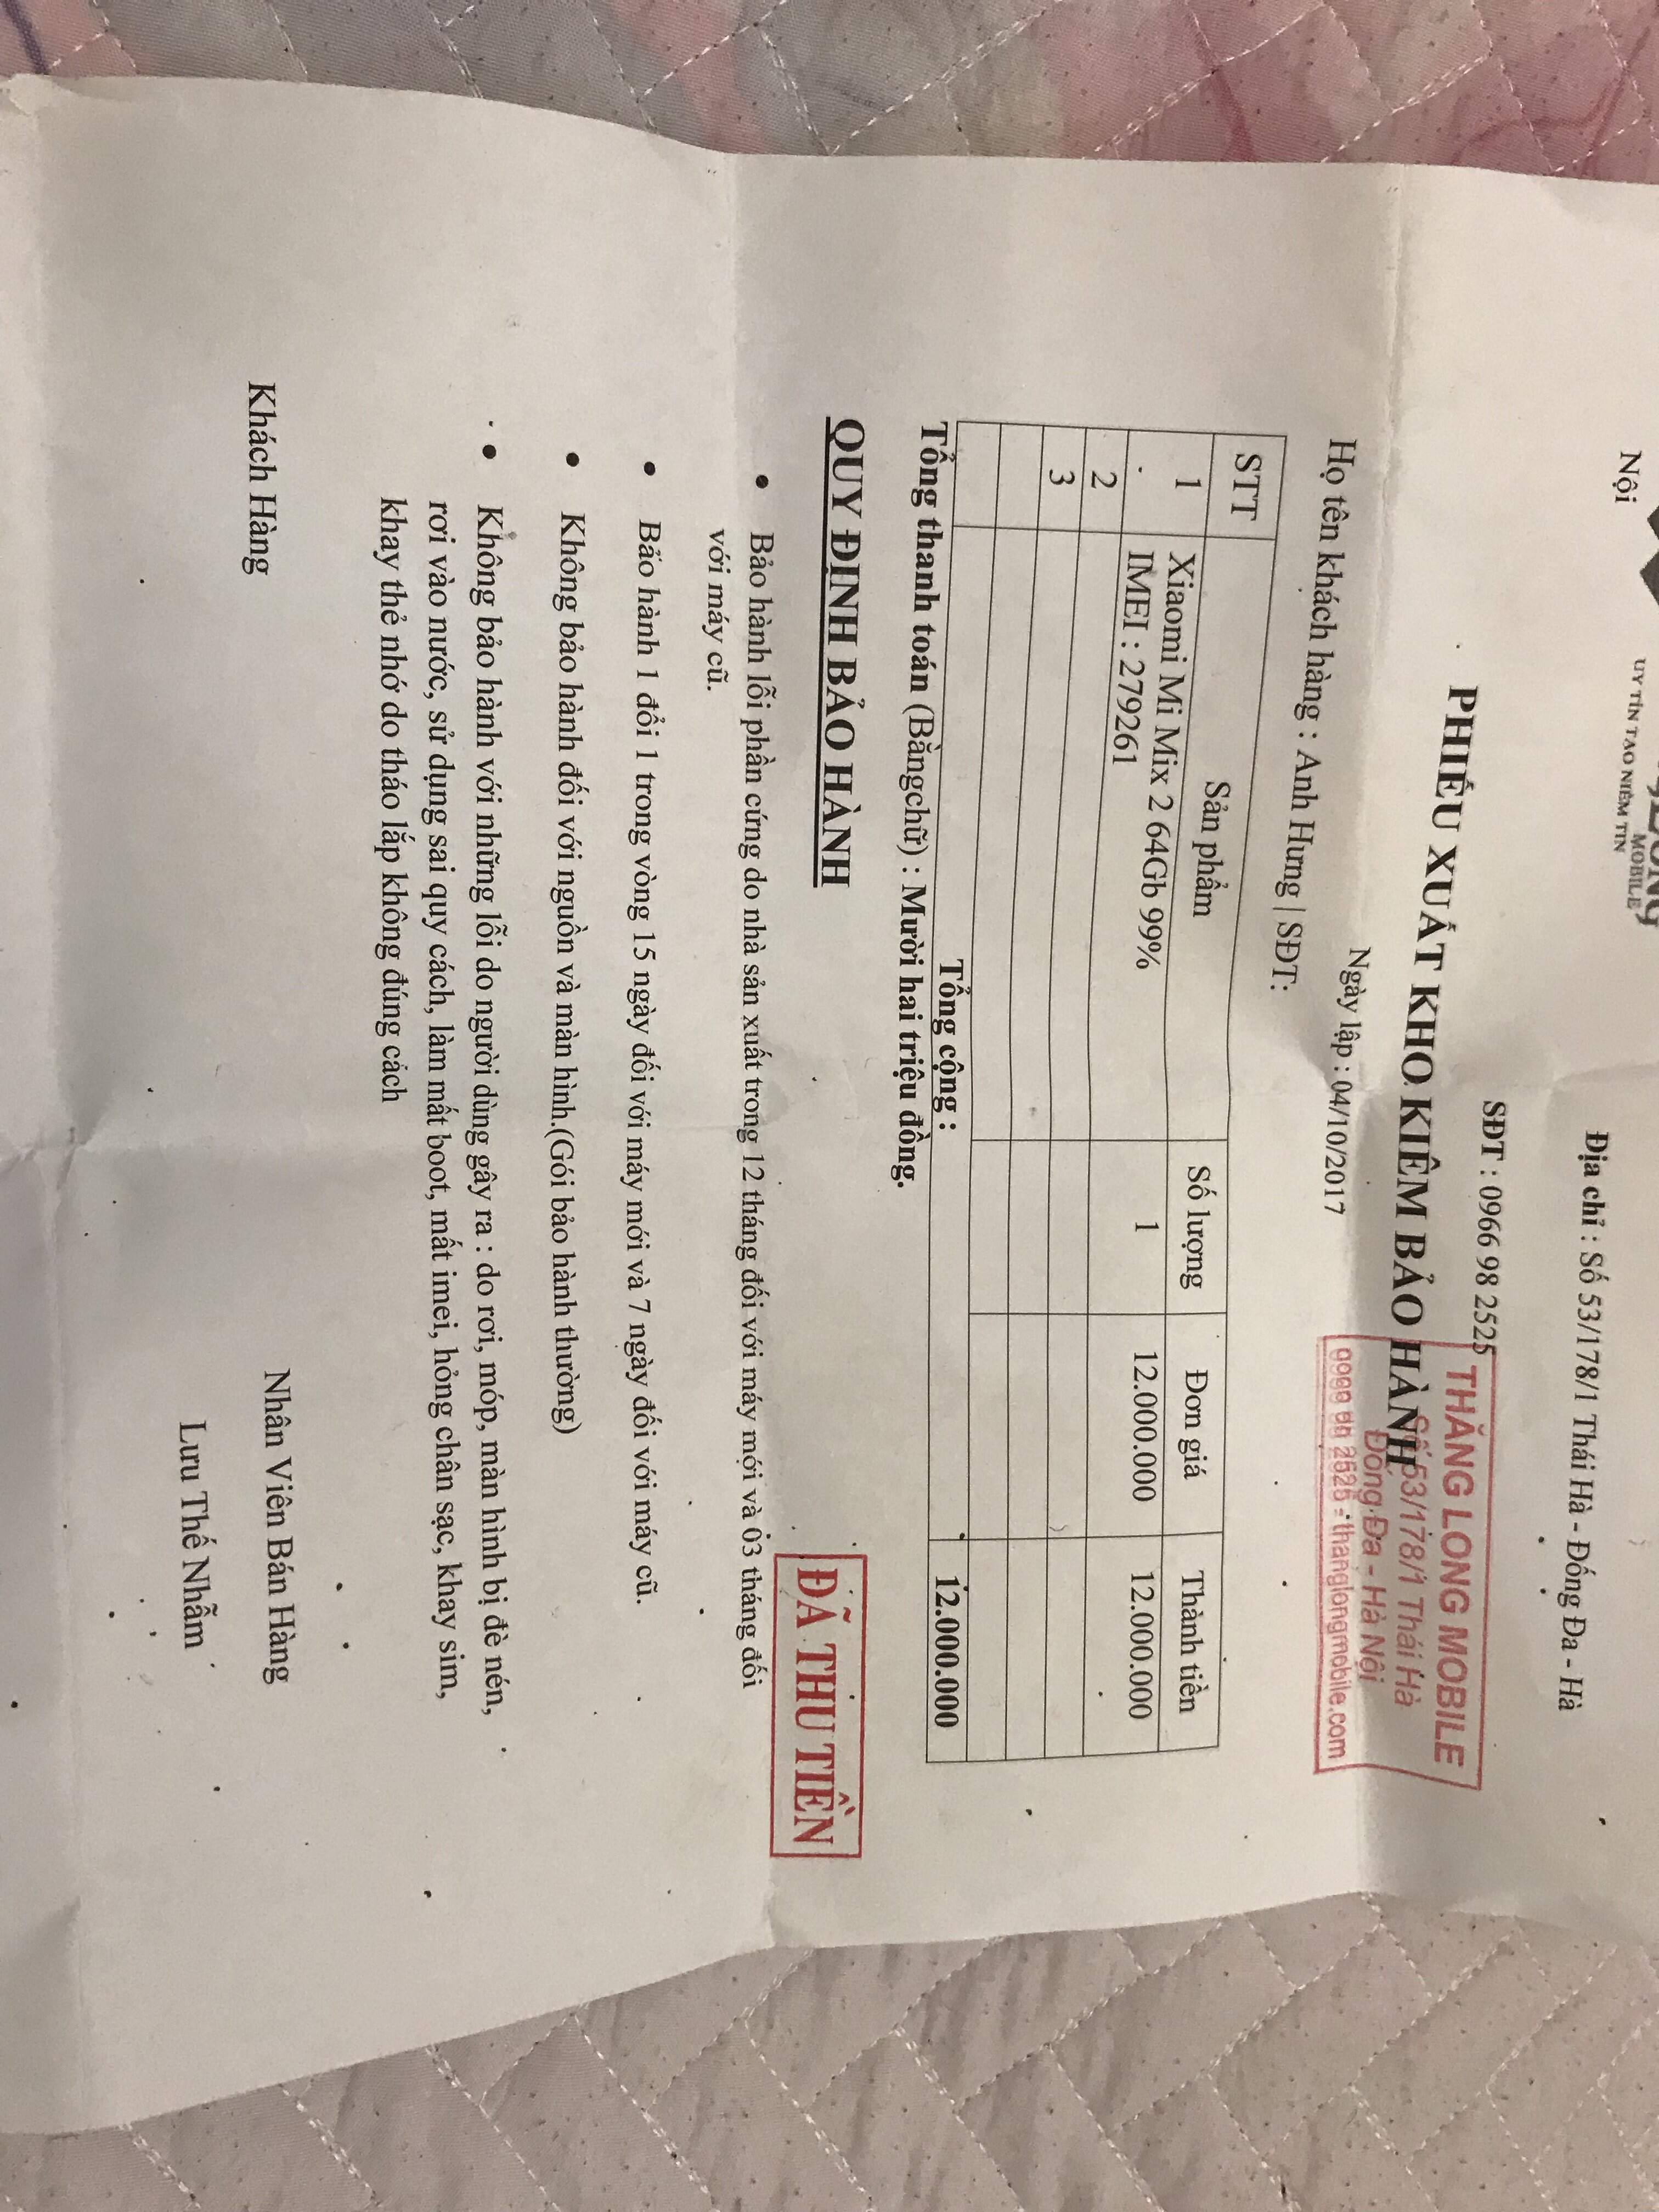 MOBILE
UY TÍN TẠO NIỀM TIN
Địa chỉ : Số 53/178/1 Thái Hà - Đống Đa - Hà
Nội
SĐT : 0966 98 2525
THĂNG LONG MOBILE
Số 53/178/1 Thái Hà
Đống Đa - Hà Nội
2525 - thanglongmobile.com
PHIẾU XUẤT KHO KIÊM BẢO HÀNH
Ngày lập : 04/10/2017
Họ tên khách hàng : Anh Hưng | SĐT:
STT Sản phẩm Số lượng Đơn giá Thành tiền
1 Xiaomi Mi Mix 2 64Gb 99% 1 12.000.000 12.000.000
IMEI : 279261
2
3
Tổng cộng : 12.000.000
Tổng thanh toán (Bằngchữ) : Mười hai triệu đồng.
ĐÃ THU TIỀN
QUY ĐINH BẢO HÀNH
• Bảo hành lỗi phần cứng do nhà sản xuất trong 12 tháng đối với máy mới và 03 tháng đối
với máy cũ.
• Bảo hành 1 đổi 1 trong vòng 15 ngày đối với máy mới và 7 ngày đối với máy cũ.
• Không bảo hành đối với nguồn và màn hình.(Gói bảo hành thường)
• Không bảo hành với những lỗi do người dùng gây ra : do rơi, móp, màn hình bị đè nén,
rơi vào nước, sử dụng sai quy cách, làm mất boot, mất imei, hỏng chân sạc, khay sim,
khay thẻ nhớ do tháo lắp không đúng cách
Khách Hàng Nhân Viên Bán Hàng
Lưu Thế Nhẫm